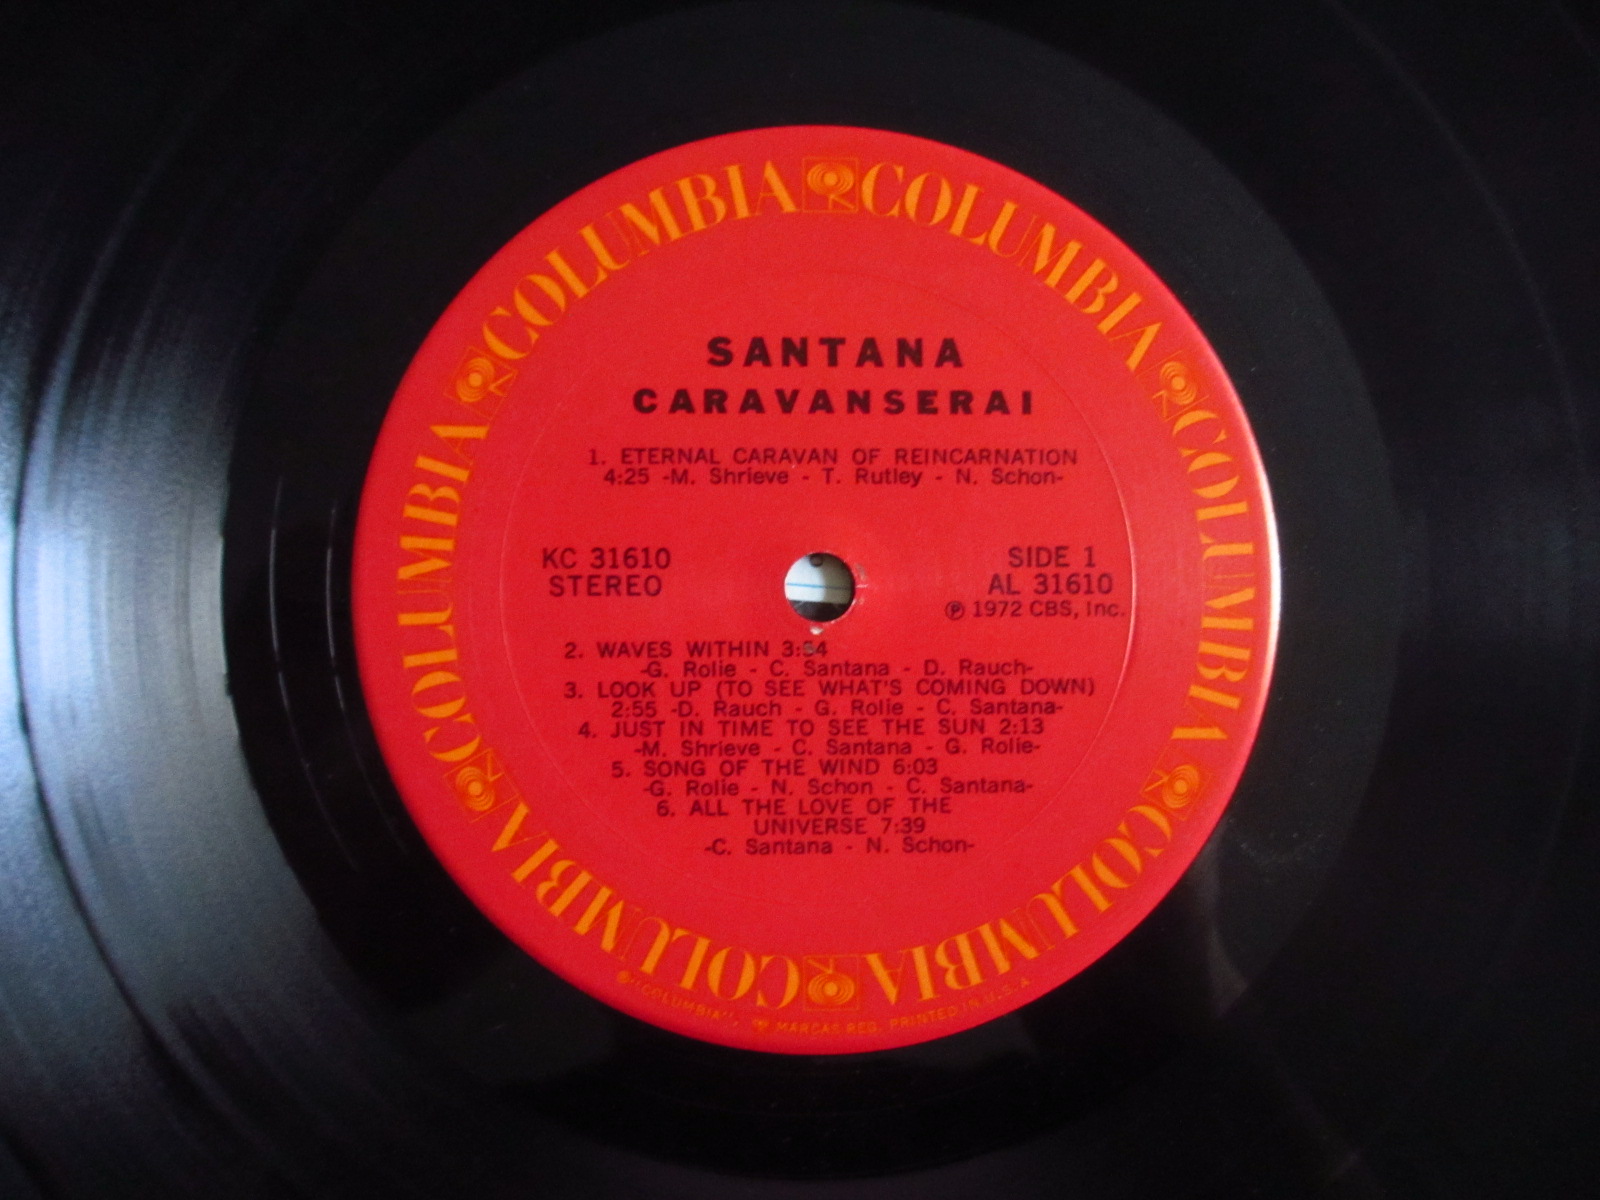 COLUMBIA COLUMBIA COLUMBIA COLUMBIA COLUMBIA COLUMBIA
SANTANA
CARAVANSERAI
1. ETERNAL CARAVAN OF REINCARNATION
4:25 -M. Shrieve - T. Rutley - N. Schon-
KC 31610
STEREO
SIDE 1
AL 31610
℗ 1972 CBS, Inc.
2. WAVES WITHIN
-G. Rolie - C. Santana - D. Rauch-
3. LOOK UP (TO SEE WHAT'S COMING DOWN)
2:55 -D. Rauch - G. Rolie - C. Santana-
4. JUST IN TIME TO SEE THE SUN 2:13
-M. Shrieve - C. Santana - G. Rolie-
5. SONG OF THE WIND 6:03
-G. Rolie - N. Schon - C. Santana-
6. ALL THE LOVE OF THE
UNIVERSE 7:39
-C. Santana - N. Schon-
"COLUMBIA", MARCAS REG. PRINTED IN U.S.A.